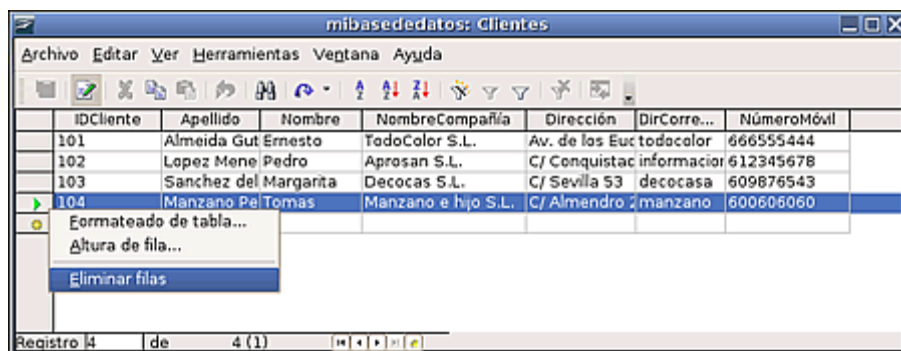 mibasededatos: Clientes
Archivo Editar Ver Herramientas Ventana Ayuda
IDCliente Apellido Nombre NombreCompañía Dirección DirCorre... NúmeroMóvil
101 Almeida Gut Ernesto TodoColor S.L. Av. de los Euc todocolor 666555444
102 Lopez Mene Pedro Aprosan S.L. C/ Conquistac informacior 612345678
103 Sanchez del Margarita Decocas S.L. C/ Sevilla 53 decocasa 609876543
104 Manzano Pe Tomas Manzano e hijo S.L. C/ Almendro 2 manzano 600606060
Formateado de tabla...
Altura de fila...
Eliminar filas
Registro 4 de 4 (1)